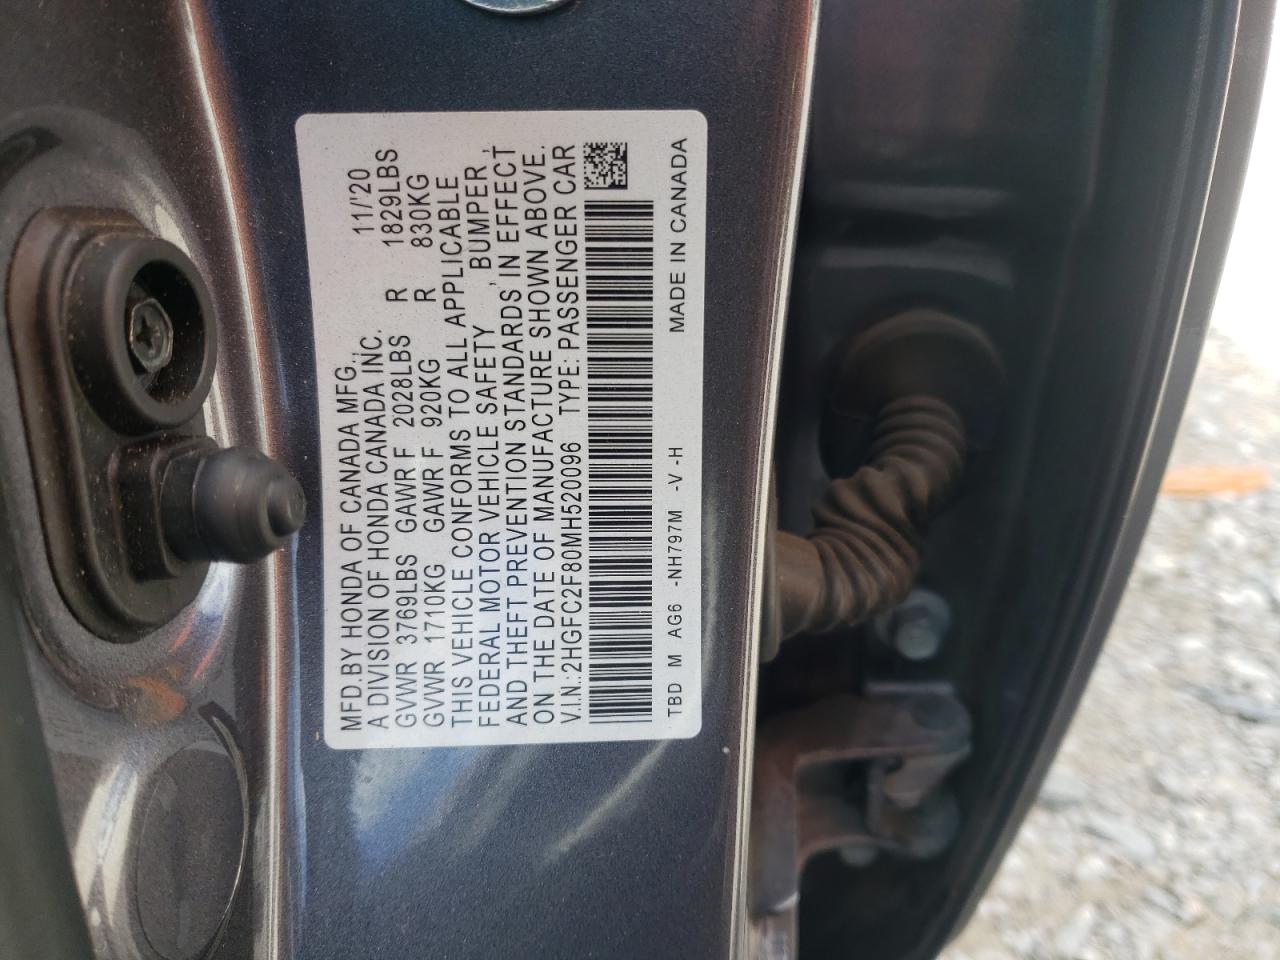 MFD.BY HONDA OF CANADA MFG., 11/'20
A DIVISION OF HONDA CANADA INC.
GVWR 3769LBS GAWR F 2028LBS R 1829LBS
GVWR 1710KG GAWR F 920KG R 830KG
THIS VEHICLE CONFORMS TO ALL APPLICABLE
FEDERAL MOTOR VEHICLE SAFETY, BUMPER,
AND THEFT PREVENTION STANDARDS, IN EFFECT
ON THE DATE OF MANUFACTURE SHOWN ABOVE.
V.I.N.: 2HGFC2F80MH520096 TYPE: PASSENGER CAR
TBD M AG6 -NH797M -V -H MADE IN CANADA